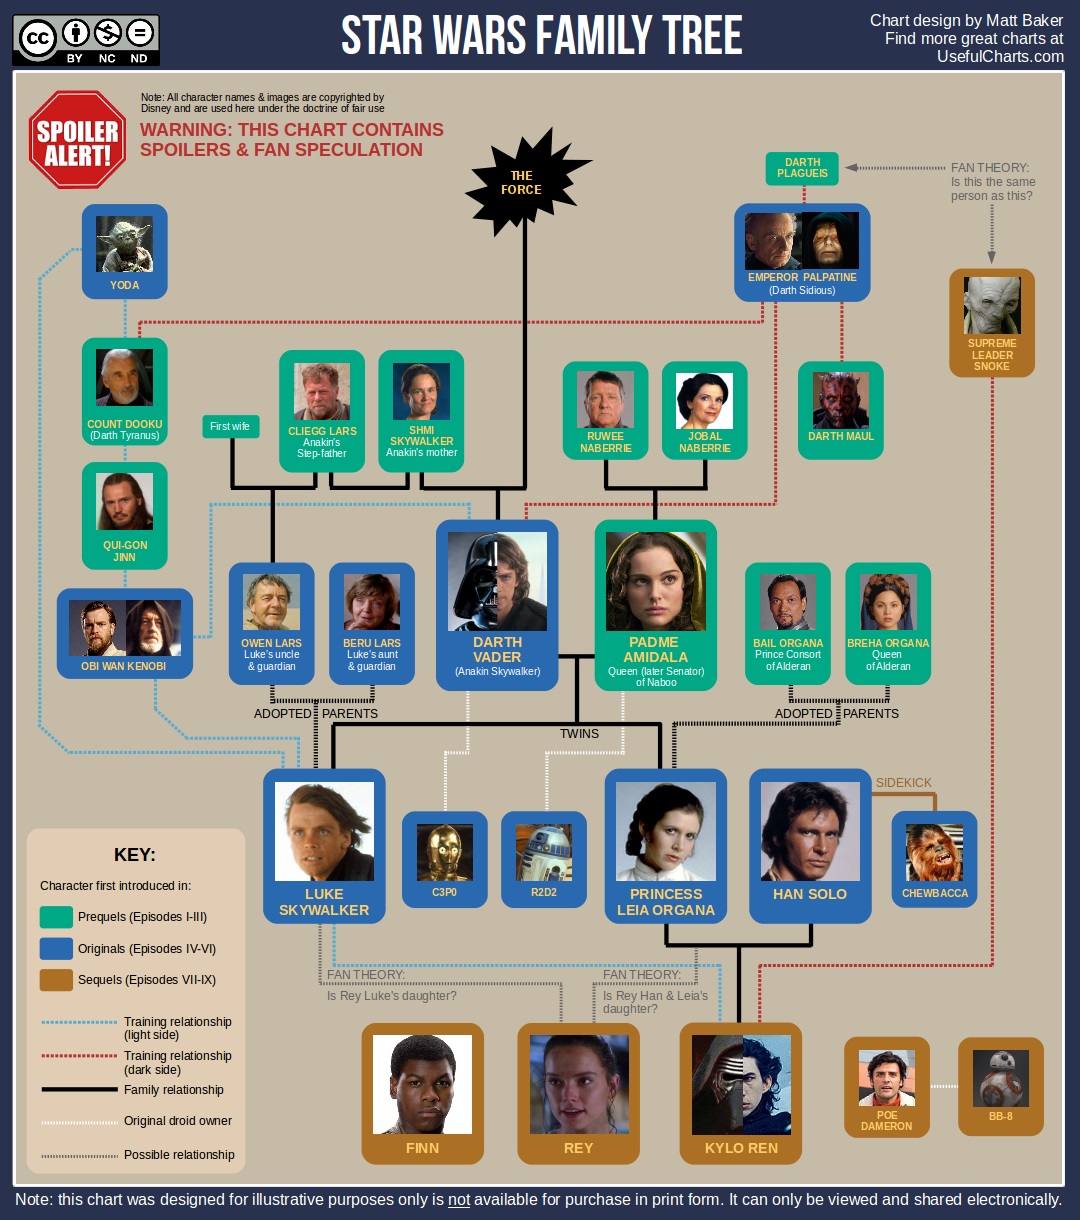 cc
BY NC ND
STAR WARS FAMILY TREE
Chart design by Matt Baker
Find more great charts at
UsefulCharts.com
SPOILER
ALERT!
Note: All character names & images are copyrighted by
Disney and are used here under the doctrine of fair use
WARNING: THIS CHART CONTAINS
SPOILERS & FAN SPECULATION
THE
FORCE
DARTH
PLAGUEIS
FAN THEORY:
Is this the same
person as this?
YODA
EMPEROR PALPATINE
(Darth Sidious)
SUPREME
LEADER
SNOKE
COUNT DOOKU
(Darth Tyranus)
First wife
CLIEGG LARS
Anakin's
Step-father
SHMI
SKYWALKER
Anakin's mother
RUWEE
NABERRIE
JOBAL
NABERRIE
DARTH MAUL
QUI-GON
JINN
OBI WAN KENOBI
OWEN LARS
Luke's uncle
& guardian
BERU LARS
Luke's aunt
& guardian
DARTH
VADER
(Anakin Skywalker)
PADME
AMIDALA
Queen (later Senator)
of Naboo
BAIL ORGANA
Prince Consort
of Alderan
BREHA ORGANA
Queen
of Alderan
ADOPTED PARENTS
ADOPTED PARENTS
TWINS
SIDEKICK
LUKE
SKYWALKER
C3P0
R2D2
PRINCESS
LEIA ORGANA
HAN SOLO
CHEWBACCA
KEY:
Character first introduced in:
Prequels (Episodes I-III)
Originals (Episodes IV-VI)
Sequels (Episodes VII-IX)
Training relationship
(light side)
Training relationship
(dark side)
Family relationship
Original droid owner
Possible relationship
FAN THEORY:
Is Rey Luke's daughter?
FAN THEORY:
Is Rey Han & Leia's
daughter?
FINN
REY
KYLO REN
POE
DAMERON
BB-8
Note: this chart was designed for illustrative purposes only is not available for purchase in print form. It can only be viewed and shared electronically.